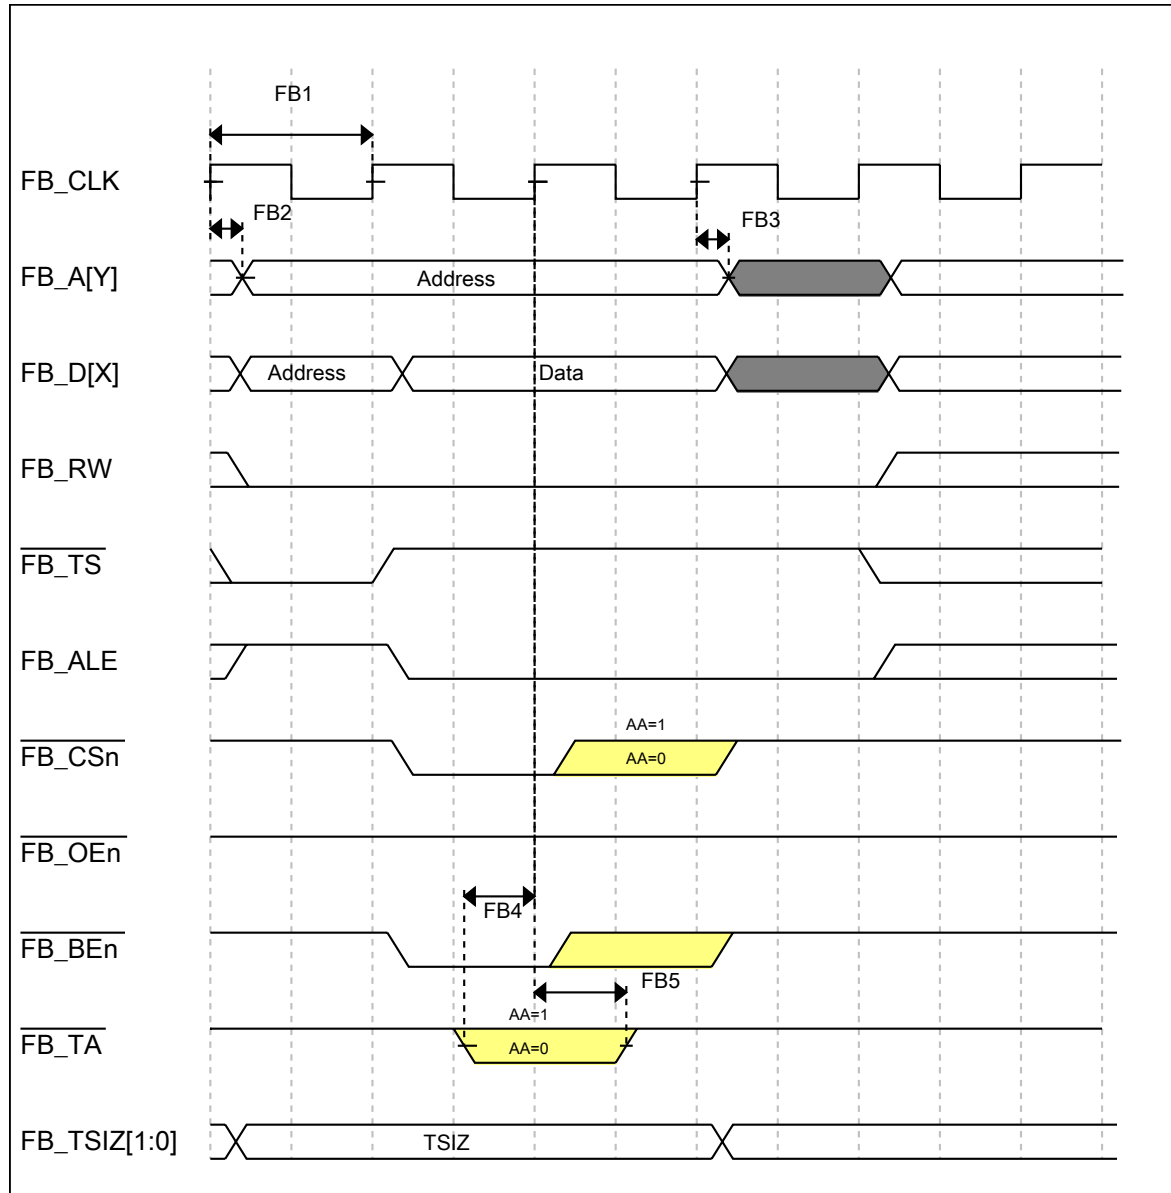 FB1
FB_CLK
FB2
FB3
FB_A[Y]
Address
FB_D[X]
Address
Data
FB_RW
FB_TS
FB_ALE
AA=1
FB_CSn
AA=0
FB_OEn
FB4
FB_BEn
FB5
AA=1
FB_TA
AA=0
FB_TSIZ[1:0]
TSIZ